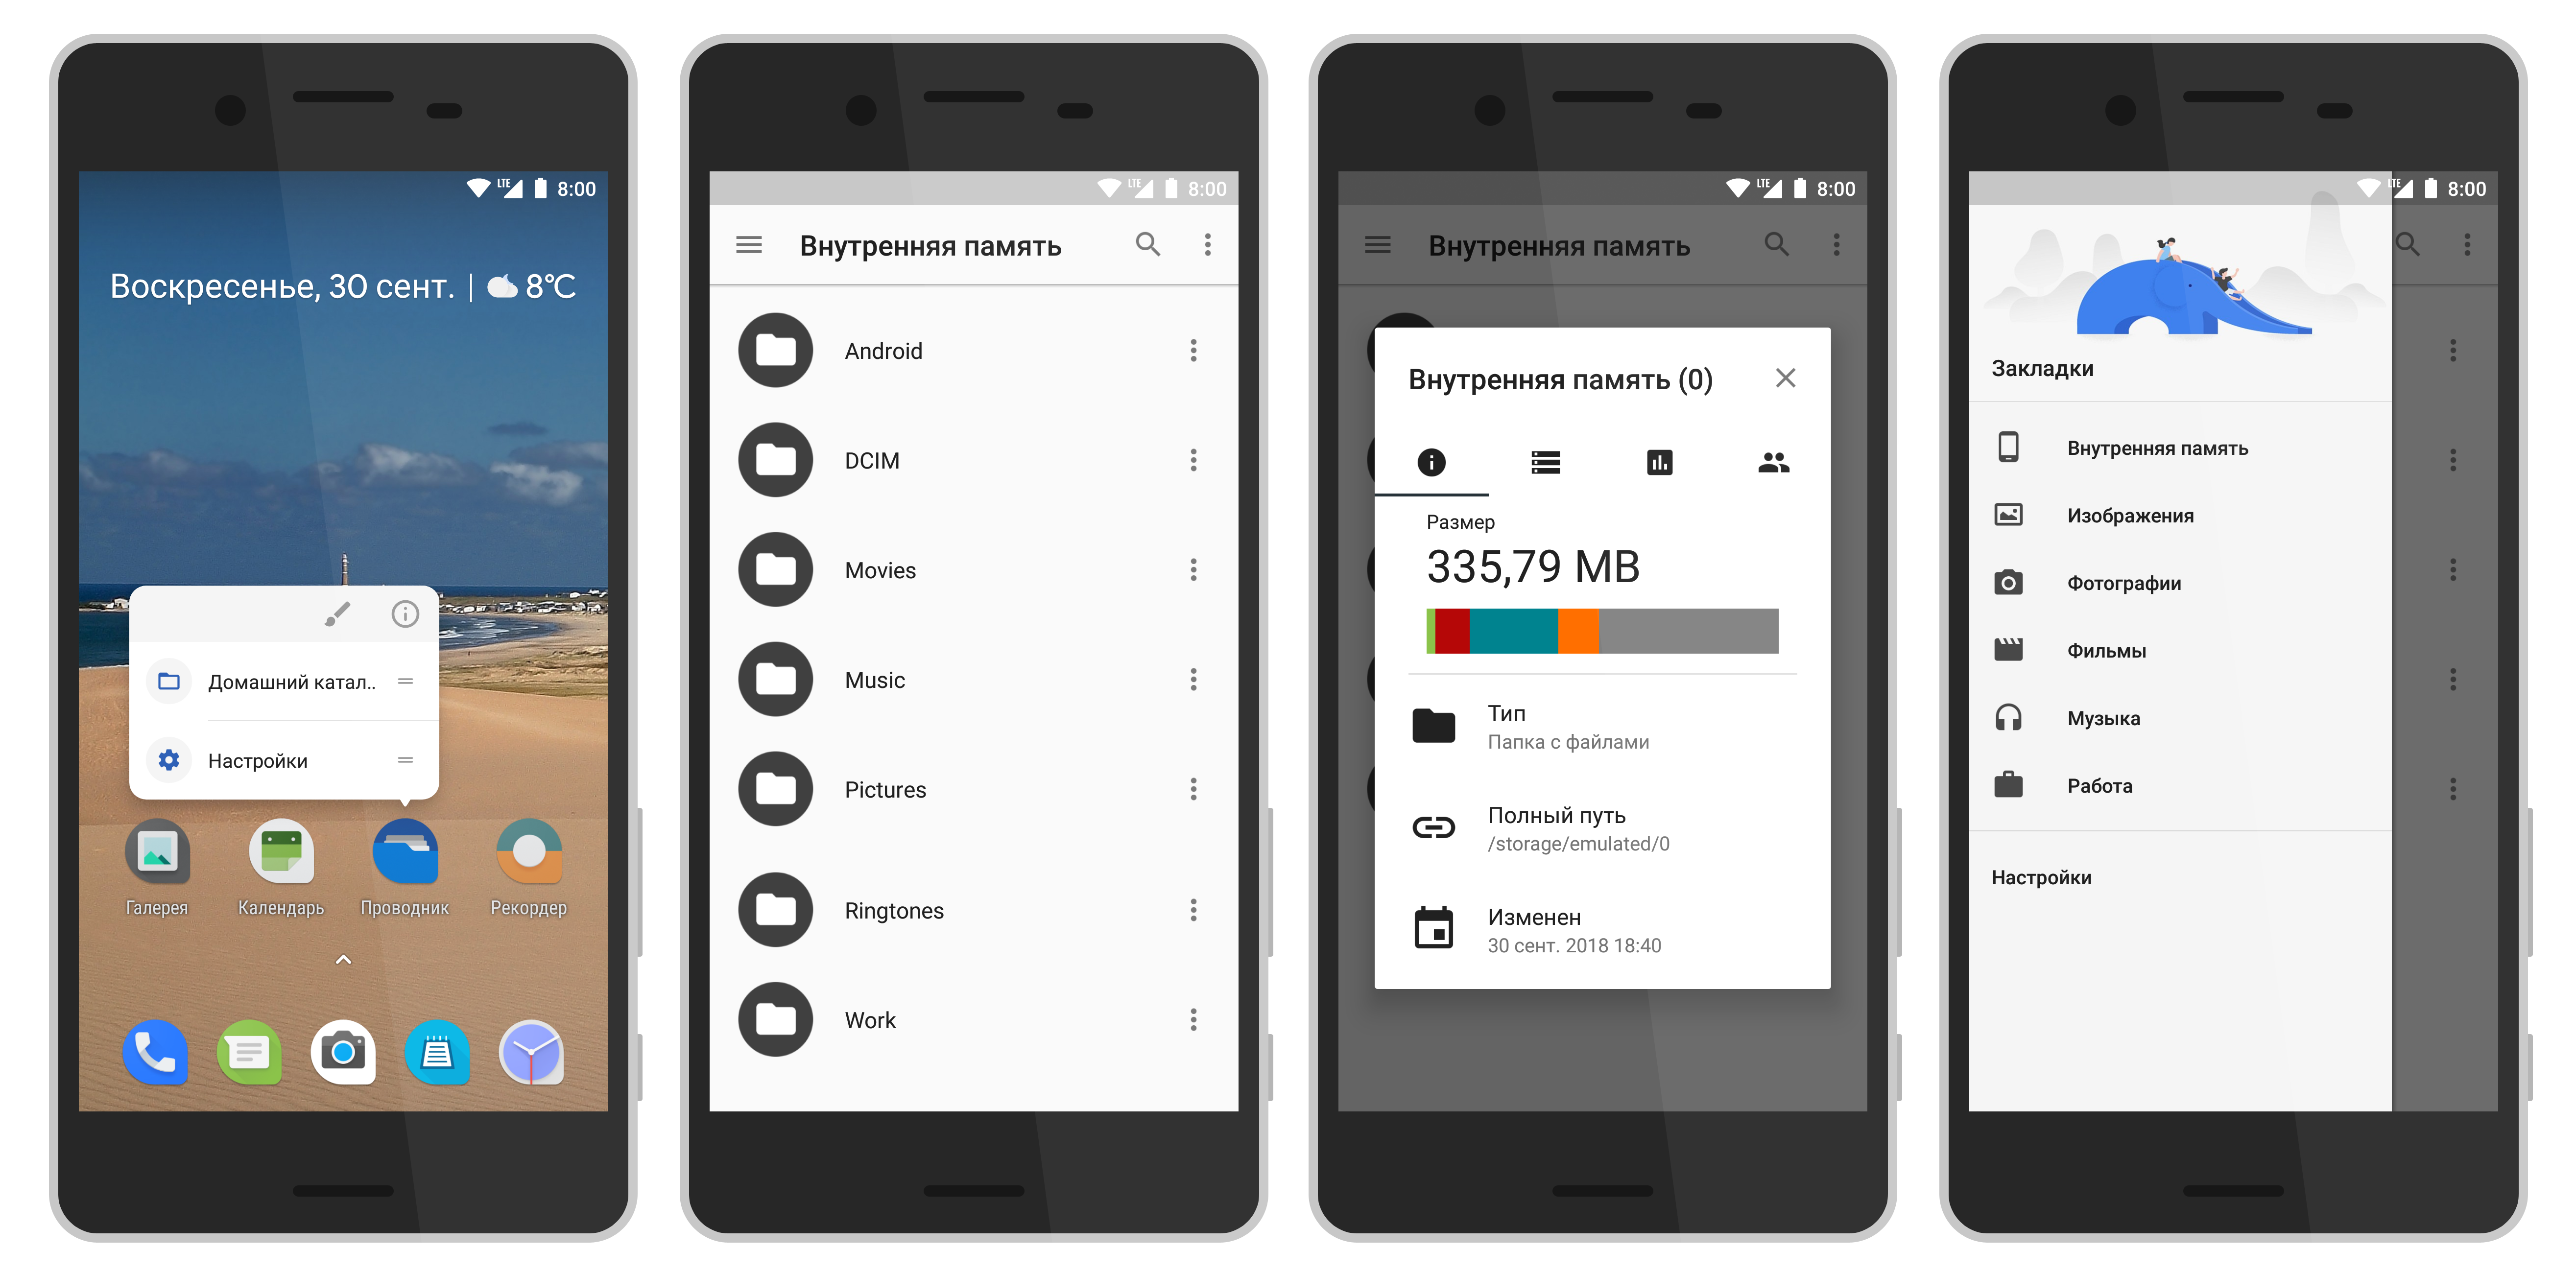 LTE 8:00
Воскресенье, 30 сент. | 8°C
Домашний катал..
Настройки
Галерея Календарь Проводник Рекордер
LTE 8:00
Внутренняя память
Android
DCIM
Movies
Music
Pictures
Ringtones
Work
LTE 8:00
Внутренняя память
Внутренняя память (0)
Размер
335,79 MB
Тип
Папка с файлами
Полный путь
/storage/emulated/0
Изменен
30 сент. 2018 18:40
LTE 8:00
Закладки
Внутренняя память
Изображения
Фотографии
Фильмы
Музыка
Работа
Настройки